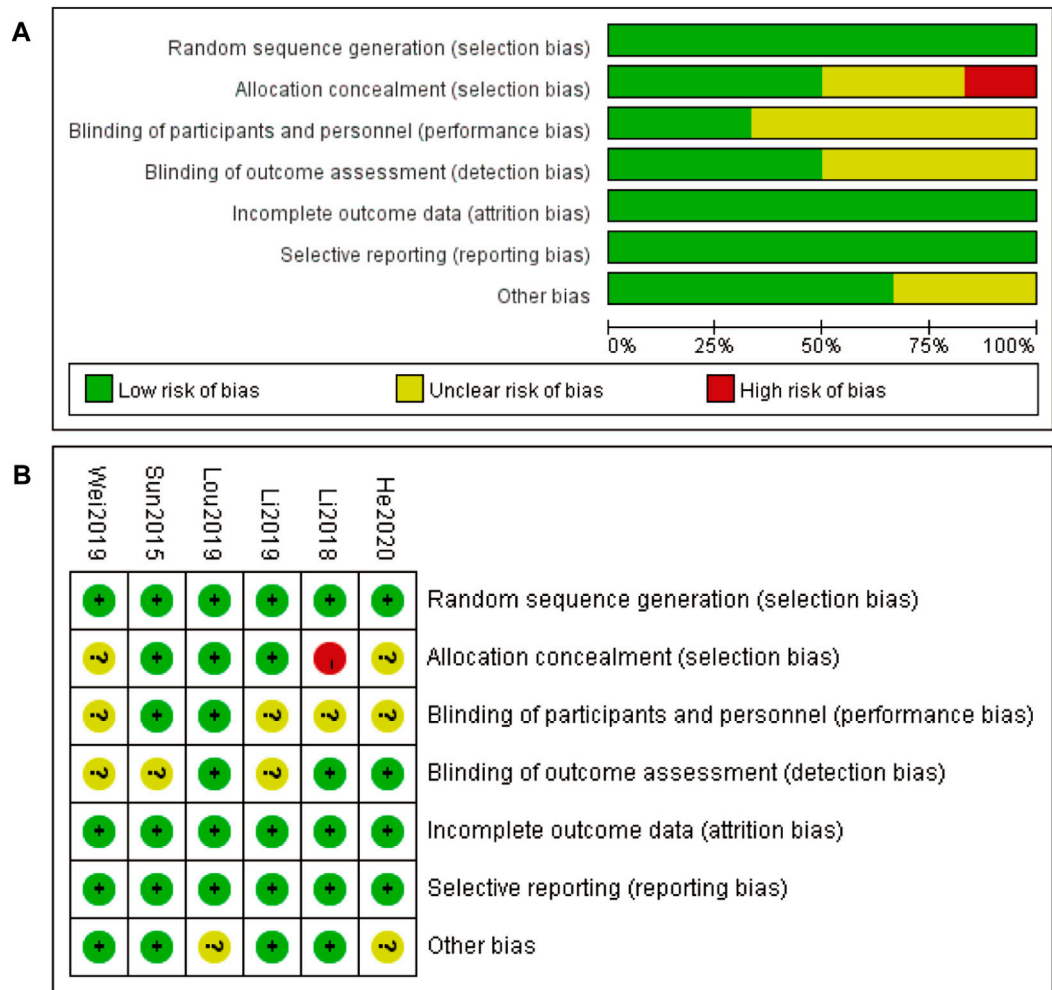 A
Random sequence generation (selection bias)
Allocation concealment (selection bias)
Blinding of participants and personnel (performance bias)
Blinding of outcome assessment (detection bias)
Incomplete outcome data (attrition bias)
Selective reporting (reporting bias)
Other bias
0% 25% 50% 75% 100%
Low risk of bias Unclear risk of bias High risk of bias
B
Wei2019 Sun2015 Lou2019 Li2019 Li2018 He2020
+ + + + + + Random sequence generation (selection bias)
? + + + - ? Allocation concealment (selection bias)
? + + ? ? ? Blinding of participants and personnel (performance bias)
? ? + ? + + Blinding of outcome assessment (detection bias)
+ + + + + + Incomplete outcome data (attrition bias)
+ + + + + + Selective reporting (reporting bias)
+ + ? + + ? Other bias